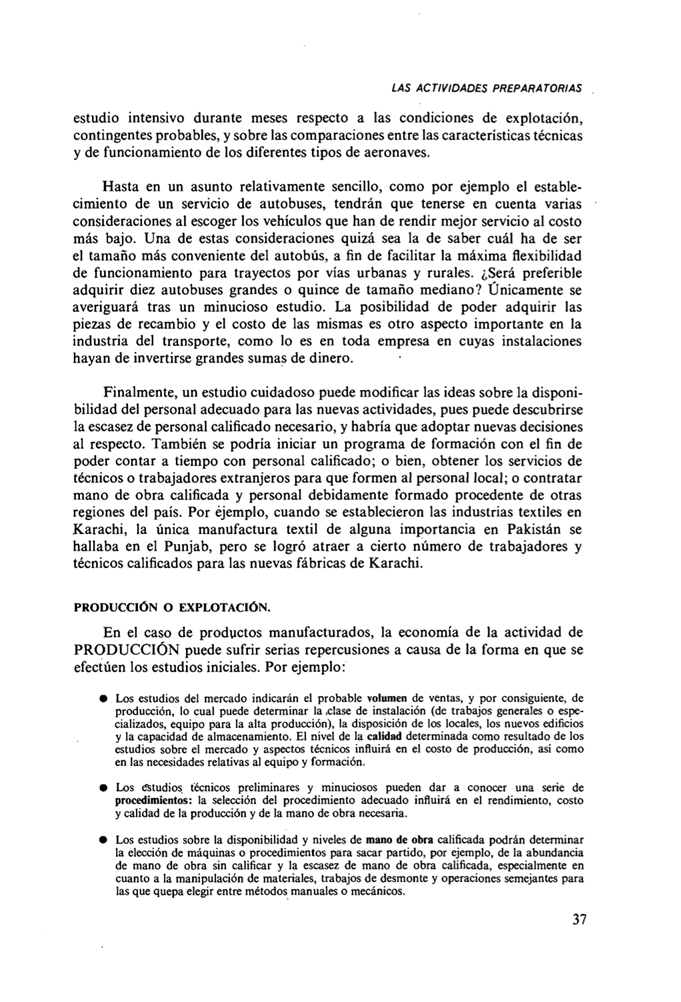 LAS ACTIVIDADES PREPARATORIAS
estudio intensivo durante meses respecto a las condiciones de explotación,
contingentes probables, y sobre las comparaciones entre las características técnicas
y de funcionamiento de los diferentes tipos de aeronaves.
Hasta en un asunto relativamente sencillo, como por ejemplo el estable-
cimiento de un servicio de autobuses, tendrán que tenerse en cuenta varias
consideraciones al escoger los vehículos que han de rendir mejor servicio al costo
más bajo. Una de estas consideraciones quizá sea la de saber cuál ha de ser
el tamaño más conveniente del autobús, a fin de facilitar la máxima flexibilidad
de funcionamiento para trayectos por vías urbanas y rurales. ¿Será preferible
adquirir diez autobuses grandes o quince de tamaño mediano? Únicamente se
averiguará tras un minucioso estudio. La posibilidad de poder adquirir las
piezas de recambio y el costo de las mismas es otro aspecto importante en la
industria del transporte, como lo es en toda empresa en cuyas instalaciones
hayan de invertirse grandes sumas de dinero.
Finalmente, un estudio cuidadoso puede modificar las ideas sobre la disponi-
bilidad del personal adecuado para las nuevas actividades, pues puede descubrirse
la escasez de personal calificado necesario, y habría que adoptar nuevas decisiones
al respecto. También se podría iniciar un programa de formación con el fin de
poder contar a tiempo con personal calificado; o bien, obtener los servicios de
técnicos o trabajadores extranjeros para que formen al personal local; o contratar
mano de obra calificada y personal debidamente formado procedente de otras
regiones del país. Por ejemplo, cuando se establecieron las industrias textiles en
Karachi, la única manufactura textil de alguna importancia en Pakistán se
hallaba en el Punjab, pero se logró atraer a cierto número de trabajadores y
técnicos calificados para las nuevas fábricas de Karachi.
PRODUCCIÓN O EXPLOTACIÓN.
En el caso de productos manufacturados, la economía de la actividad de
PRODUCCIÓN puede sufrir serias repercusiones a causa de la forma en que se
efectúen los estudios iniciales. Por ejemplo:
● Los estudios del mercado indicarán el probable volumen de ventas, y por consiguiente, de
producción, lo cual puede determinar la clase de instalación (de trabajos generales o espe-
cializados, equipo para la alta producción), la disposición de los locales, los nuevos edificios
y la capacidad de almacenamiento. El nivel de la calidad determinada como resultado de los
estudios sobre el mercado y aspectos técnicos influirá en el costo de producción, así como
en las necesidades relativas al equipo y formación.
● Los estudios técnicos preliminares y minuciosos pueden dar a conocer una serie de
procedimientos: la selección del procedimiento adecuado influirá en el rendimiento, costo
y calidad de la producción y de la mano de obra necesaria.
● Los estudios sobre la disponibilidad y niveles de mano de obra calificada podrán determinar
la elección de máquinas o procedimientos para sacar partido, por ejemplo, de la abundancia
de mano de obra sin calificar y la escasez de mano de obra calificada, especialmente en
cuanto a la manipulación de materiales, trabajos de desmonte y operaciones semejantes para
las que quepa elegir entre métodos manuales o mecánicos.
37